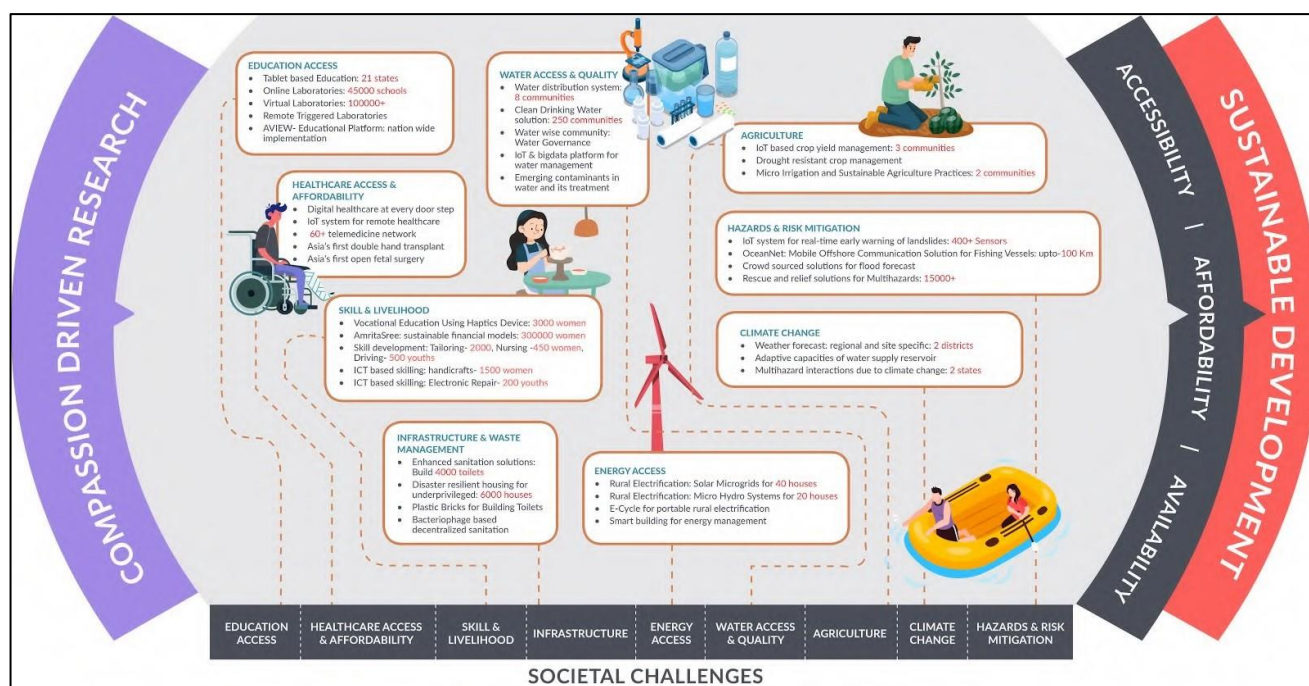 COMPASSION DRIVEN RESEARCH
EDUCATION ACCESS
• Tablet based Education: 21 states
• Online Laboratories: 45000 schools
• Virtual Laboratories: 100000+
• Remote Triggered Laboratories
• AVIEW- Educational Platform: nation wide
implementation
HEALTHCARE ACCESS &
AFFORDABILITY
• Digital healthcare at every door step
• IoT system for remote healthcare
• 60+ telemedicine network
• Asia's first double hand transplant
• Asia's first open fetal surgery
WATER ACCESS & QUALITY
• Water distribution system:
8 communities
• Clean Drinking Water
solution: 250 communities
• Water wise community:
Water Governance
• IoT & bigdata platform for
water management
• Emerging contaminants in
water and its treatment
AGRICULTURE
• IoT based crop yield management: 3 communities
• Drought resistant crop management
• Micro Irrigation and Sustainable Agriculture Practices: 2 communities
HAZARDS & RISK MITIGATION
• IoT system for real-time early warning of landslides: 400+ Sensors
• OceanNet: Mobile Offshore Communication Solution for Fishing Vessels: upto-100 Km
• Crowd sourced solutions for flood forecast
• Rescue and relief solutions for Multihazards: 15000+
SKILL & LIVELIHOOD
• Vocational Education Using Haptics Device: 3000 women
• AmritaSree: sustainable financial models: 300000 women
• Skill development: Tailoring- 2000, Nursing -450 women,
Driving- 500 youths
• ICT based skilling: handicrafts- 1500 women
• ICT based skilling: Electronic Repair- 200 youths
CLIMATE CHANGE
• Weather forecast: regional and site specific: 2 districts
• Adaptive capacities of water supply reservoir
• Multihazard interactions due to climate change: 2 states
INFRASTRUCTURE & WASTE
MANAGEMENT
• Enhanced sanitation solutions:
Build 4000 toilets
• Disaster resilient housing for
underprivileged: 6000 houses
• Plastic Bricks for Building Toilets
• Bacteriophage based
decentralized sanitation
ENERGY ACCESS
• Rural Electrification: Solar Microgrids for 40 houses
• Rural Electrification: Micro Hydro Systems for 20 houses
• E-Cycle for portable rural electrification
• Smart building for energy management
ACCESSIBILITY | AFFORDABILITY | AVAILABILITY
SUSTAINABLE DEVELOPMENT
EDUCATION
ACCESS
HEALTHCARE ACCESS
& AFFORDABILITY
SKILL &
LIVELIHOOD
INFRASTRUCTURE
ENERGY
ACCESS
WATER ACCESS
& QUALITY
AGRICULTURE
CLIMATE
CHANGE
HAZARDS & RISK
MITIGATION
SOCIETAL CHALLENGES